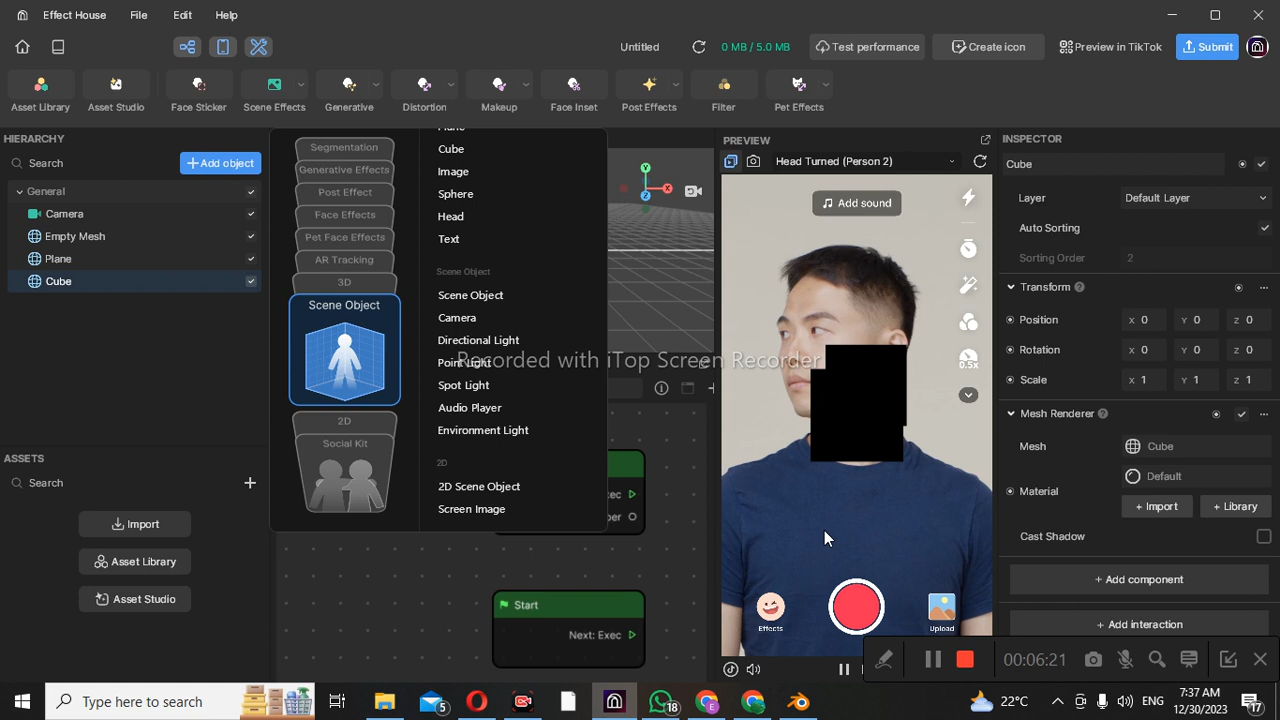 Effect House File Edit Help
Untitled 0 MB / 5.0 MB Test performance Create icon Preview in TikTok Submit
Asset Library Asset Studio Face Sticker Scene Effects Generative Distortion Makeup Face Inset Post Effects Filter Pet Effects
HIERARCHY
Search + Add object
General
Camera
Empty Mesh
Plane
Cube
ASSETS
Search +
Import
Asset Library
Asset Studio
Segmentation
Generative Effects
Post Effect
Face Effects
Pet Face Effects
AR Tracking
3D
Scene Object
2D
Social Kit
Plane
Cube
Image
Sphere
Head
Text
Scene Object
Scene Object
Camera
Directional Light
Point Light
Spot Light
Audio Player
Environment Light
2D
2D Scene Object
Screen Image
Y
X
Z
Start
Next: Exec
PREVIEW
Head Turned (Person 2)
Add sound
0.5x
Effects
Upload
Recorded with iTop Screen Recorder
INSPECTOR
Cube
Layer Default Layer
Auto Sorting
Sorting Order 2
Transform
Position X 0 Y 0 Z 0
Rotation X 0 Y 0 Z 0
Scale X 1 Y 1 Z 1
Mesh Renderer
Mesh Cube
Material Default
+ Import + Library
Cast Shadow
+ Add component
+ Add interaction
00:06:21
Type here to search
5
18
E
22°C
ENG
7:37 AM
12/30/2023
17